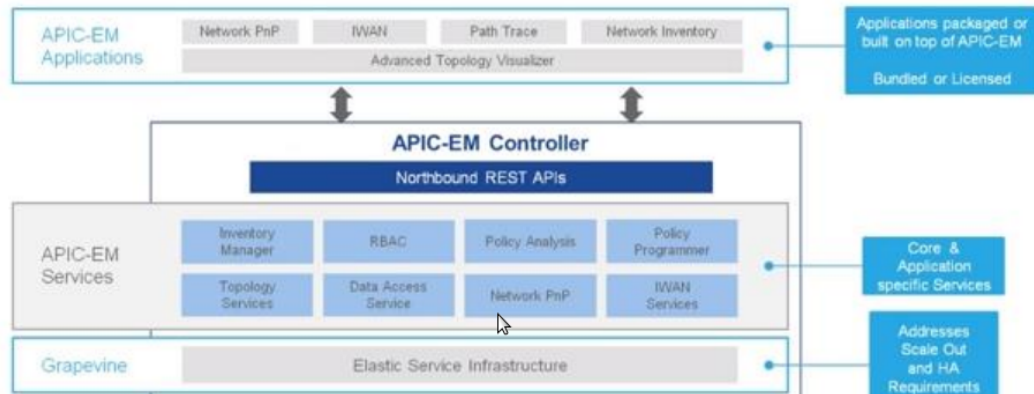 APIC-EM
Applications
Network PnP
IWAN
Path Trace
Network Inventory
Advanced Topology Visualizer
Applications packaged or
built on top of APIC-EM
Bundled or Licensed
APIC-EM Controller
Northbound REST APIs
APIC-EM
Services
Inventory
Manager
RBAC
Policy Analysis
Policy
Programmer
Topology
Services
Data Access
Service
Network PnP
IWAN
Services
Core &
Application
specific Services
Grapevine
Elastic Service Infrastructure
Addresses
Scale Out
and HA
Requirements